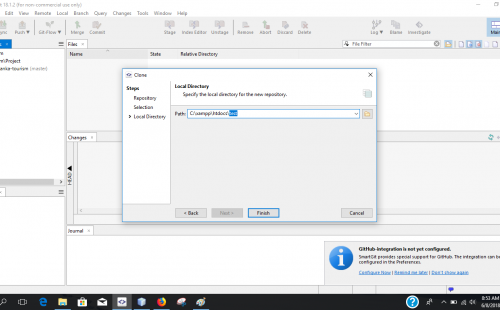 18.1.2 (for non-commercial use only)
Edit View Remote Local Branch Query Changes Tools Window Help
Sync Push Git-Flow Merge Commit Stage Index Editor Unstage Remove Abort Discard Delete Log Blame Investigate Main
Files
File Filter
Name State Relative Directory
m\Project
anka-tourism (master)
Clone
Steps
Repository
Selection
Local Directory
Local Directory
Specify the local directory for the new repository.
Path: C:\xampp\htdocs\test
< Back Next > Finish Cancel
Changes
HEAD
Journal
GitHub-integration is not yet configured.
SmartGit provides special support for GitHub. The integration can be
configured in the Preferences.
Configure Now | Remind me later | Don't show again
8:53 AM
6/8/2018